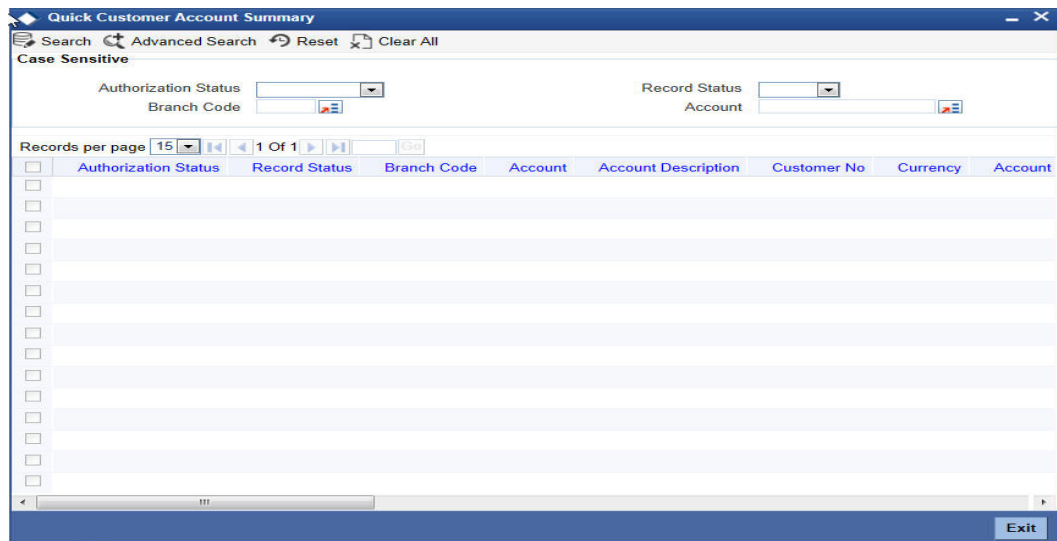 Quick Customer Account Summary
Search Advanced Search Reset Clear All
Case Sensitive
Authorization Status Record Status
Branch Code Account
Records per page 15 1 Of 1 Go
Authorization Status Record Status Branch Code Account Account Description Customer No Currency Account
Exit